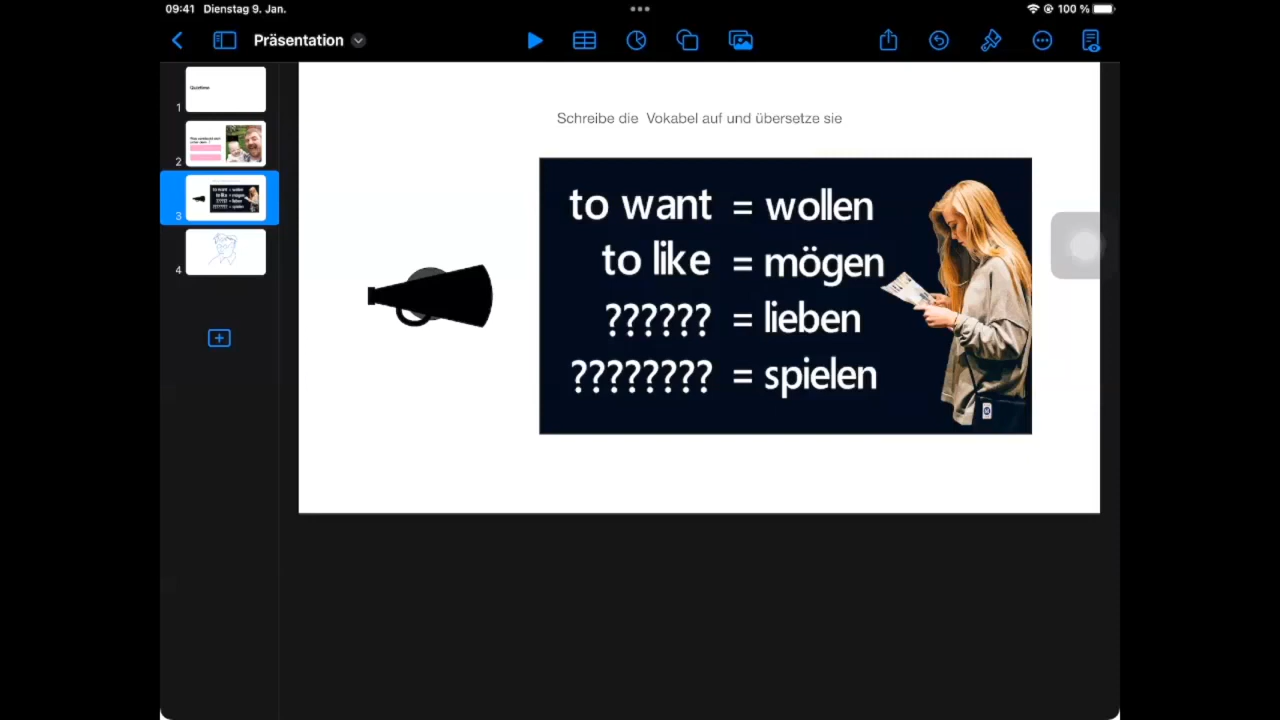 09:41 Dienstag 9. Jan.
100 %
Präsentation
1
Quiztime
2
3
4
Schreibe die Vokabel auf und übersetze sie
to want = wollen
to like = mögen
?????? = lieben
???????? = spielen